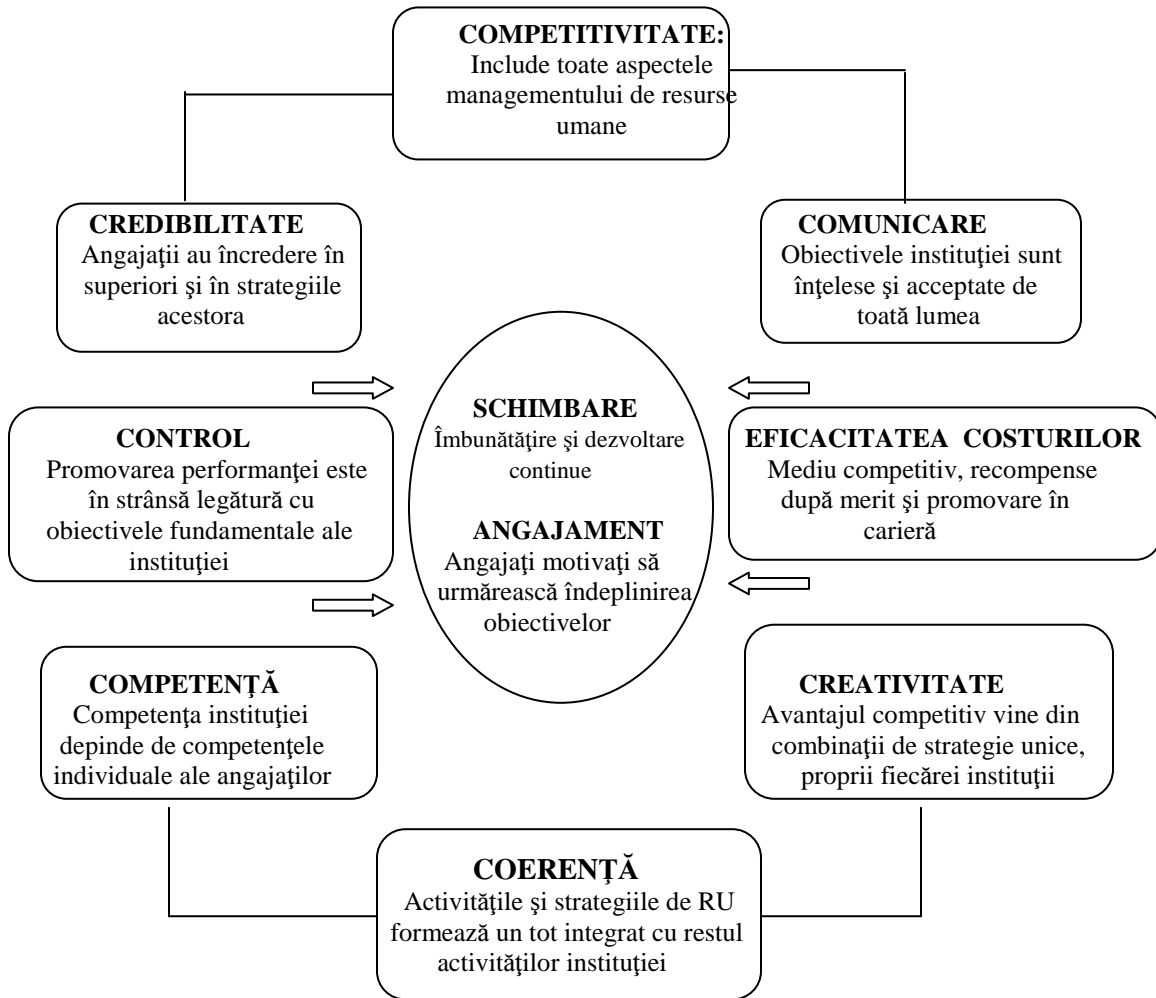 COMPETITIVITATE:
Include toate aspectele
managementului de resurse
umane
CREDIBILITATE
Angajaţii au încredere în
superiori şi în strategiile
acestora
COMUNICARE
Obiectivele instituţiei sunt
înţelese şi acceptate de
toată lumea
SCHIMBARE
Îmbunătăţire şi dezvoltare
continue
ANGAJAMENT
Angajaţi motivaţi să
urmărească îndeplinirea
obiectivelor
CONTROL
Promovarea performanţei este
în strânsă legătură cu
obiectivele fundamentale ale
instituţiei
EFICACITATEA COSTURILOR
Mediu competitiv, recompense
după merit şi promovare în
carieră
COMPETENŢĂ
Competenţa instituţiei
depinde de competenţele
individuale ale angajaţilor
CREATIVITATE
Avantajul competitiv vine din
combinaţii de strategie unice,
proprii fiecărei instituţii
COERENŢĂ
Activităţile şi strategiile de RU
formează un tot integrat cu restul
activităţilor instituţiei